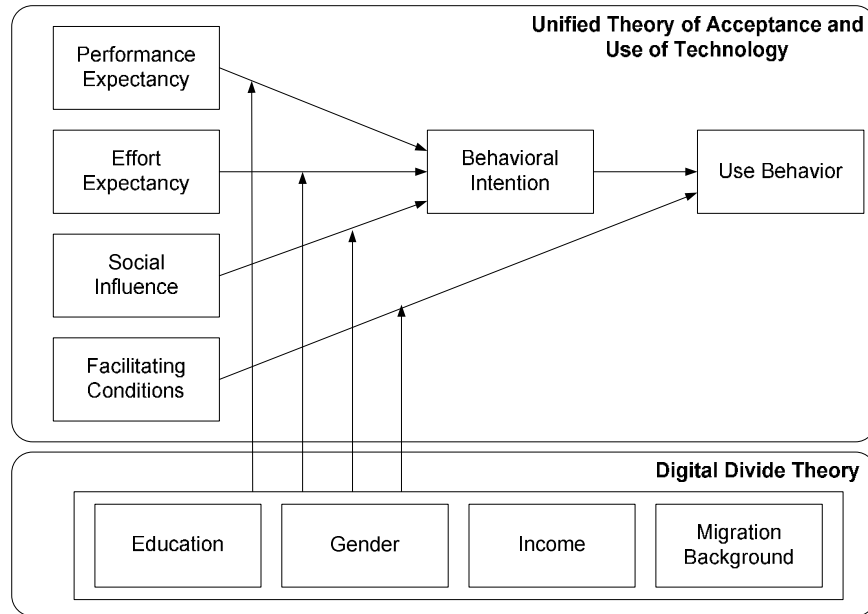 Unified Theory of Acceptance and
Use of Technology
Performance
Expectancy
Effort
Expectancy
Social
Influence
Facilitating
Conditions
Behavioral
Intention
Use Behavior
Digital Divide Theory
Education
Gender
Income
Migration
Background